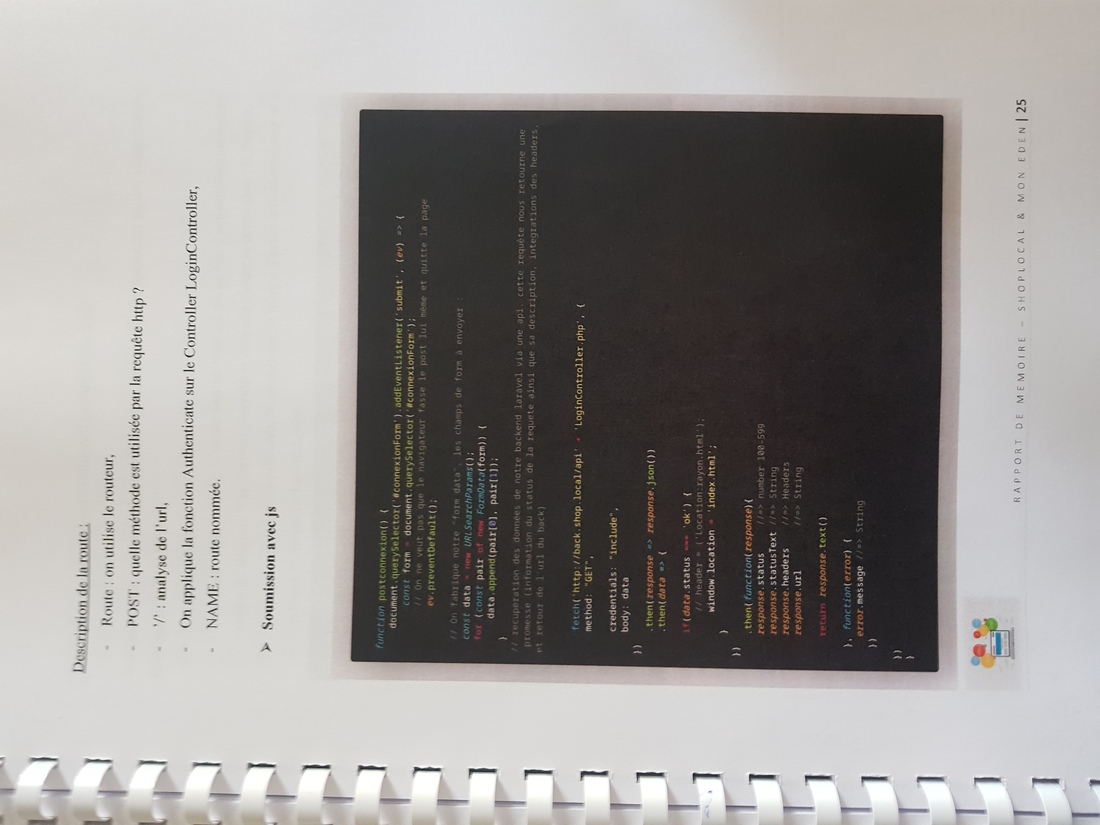 Description de la route :
- Route : on utilise le routeur,
- POST : quelle méthode est utilisée par la requête http ?
- '/' : analyse de l'url,
- On applique la fonction Authenticate sur le Controller LoginController,
- NAME : route nommée.
➤ Soumission avec js
function postconnexion() {
document.querySelector('#connexionForm').addEventListener('submit', (ev) => {
const form = document.querySelector('#connexionForm');
// On ne veut pas que le navigateur fasse le post lui même et quitte la page
ev.preventDefault();
// On fabrique notre "form data", les champs de form à envoyer :
const data = new URLSearchParams();
for (const pair of new FormData(form)) {
data.append(pair[0], pair[1]);
}
// recuperation des données de notre backend laravel via une api. cette requête nous retourne une
promesse (information du status de la requete ainsi que sa description, integrations des headers,
et retour de l'url du back)
fetch('http://back.shop.local/api' + 'LoginController.php', {
method: "GET",
credentials: "include",
body: data
})
.then(response => response.json())
.then(data => {
if(data.status === 'ok') {
// header = ('Location:rayon.html');
window.location = 'index.html';
}
})
.then(function(response){
response.status //=> number 100-599
response.statusText //=> String
response.headers //=> Headers
response.url //=> String
return response.text()
}, function(error) {
error.message //=> String
})
})
}
RAPPORT DE MEMOIRE – SHOPLOCAL & MON EDEN | 25